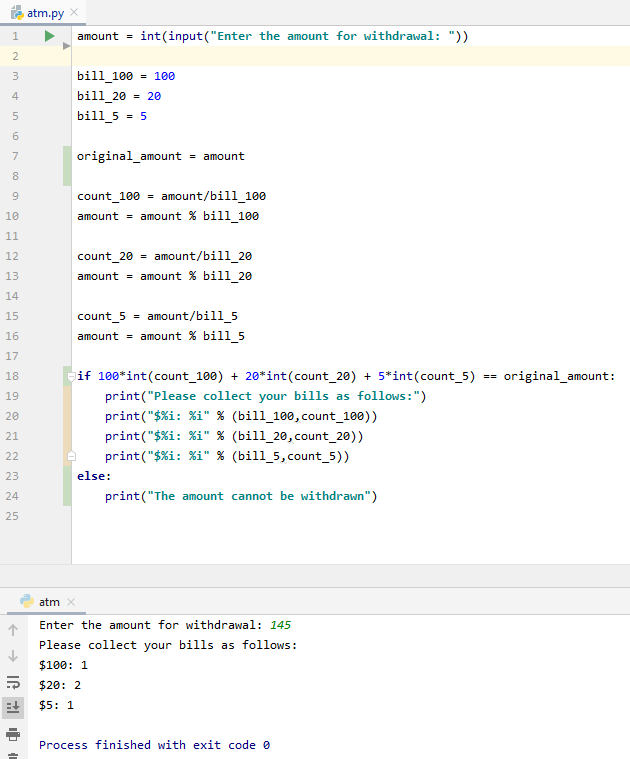 atm.py
1 amount = int(input("Enter the amount for withdrawal: "))
2
3 bill_100 = 100
4 bill_20 = 20
5 bill_5 = 5
6
7 original_amount = amount
8
9 count_100 = amount/bill_100
10 amount = amount % bill_100
11
12 count_20 = amount/bill_20
13 amount = amount % bill_20
14
15 count_5 = amount/bill_5
16 amount = amount % bill_5
17
18 if 100*int(count_100) + 20*int(count_20) + 5*int(count_5) == original_amount:
19     print("Please collect your bills as follows:")
20     print("$%i: %i" % (bill_100,count_100))
21     print("$%i: %i" % (bill_20,count_20))
22     print("$%i: %i" % (bill_5,count_5))
23 else:
24     print("The amount cannot be withdrawn")
25
atm
Enter the amount for withdrawal: 145
Please collect your bills as follows:
$100: 1
$20: 2
$5: 1
Process finished with exit code 0